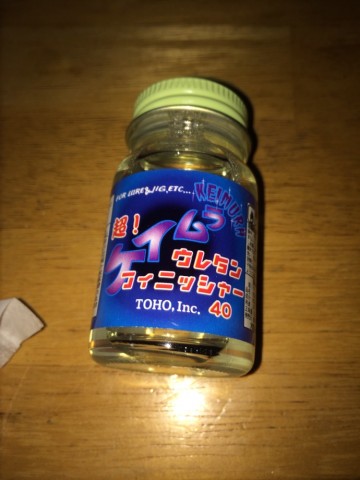 FOR LURE & JIG, ETC...
KEIMURA
超!
ケイムラ
ウレタン
フィニッシャー
TOHO, Inc. 40